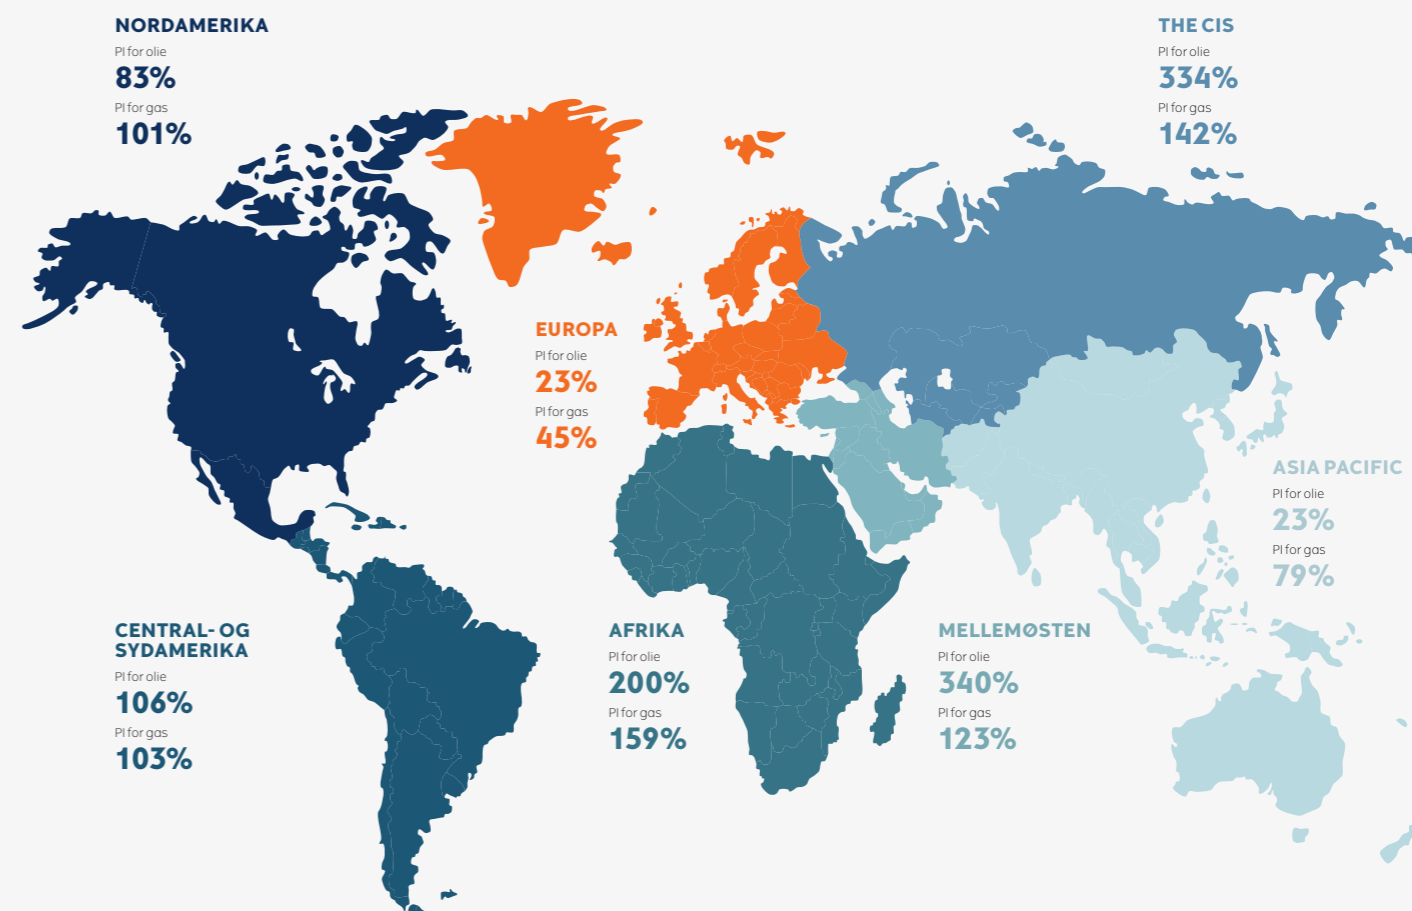 NORDAMERIKA
PI for olie
83%
PI for gas
101%
THE CIS
PI for olie
334%
PI for gas
142%
EUROPA
PI for olie
23%
PI for gas
45%
ASIA PACIFIC
PI for olie
23%
PI for gas
79%
CENTRAL- OG
SYDAMERIKA
PI for olie
106%
PI for gas
103%
AFRIKA
PI for olie
200%
PI for gas
159%
MELLEMØSTEN
PI for olie
340%
PI for gas
123%